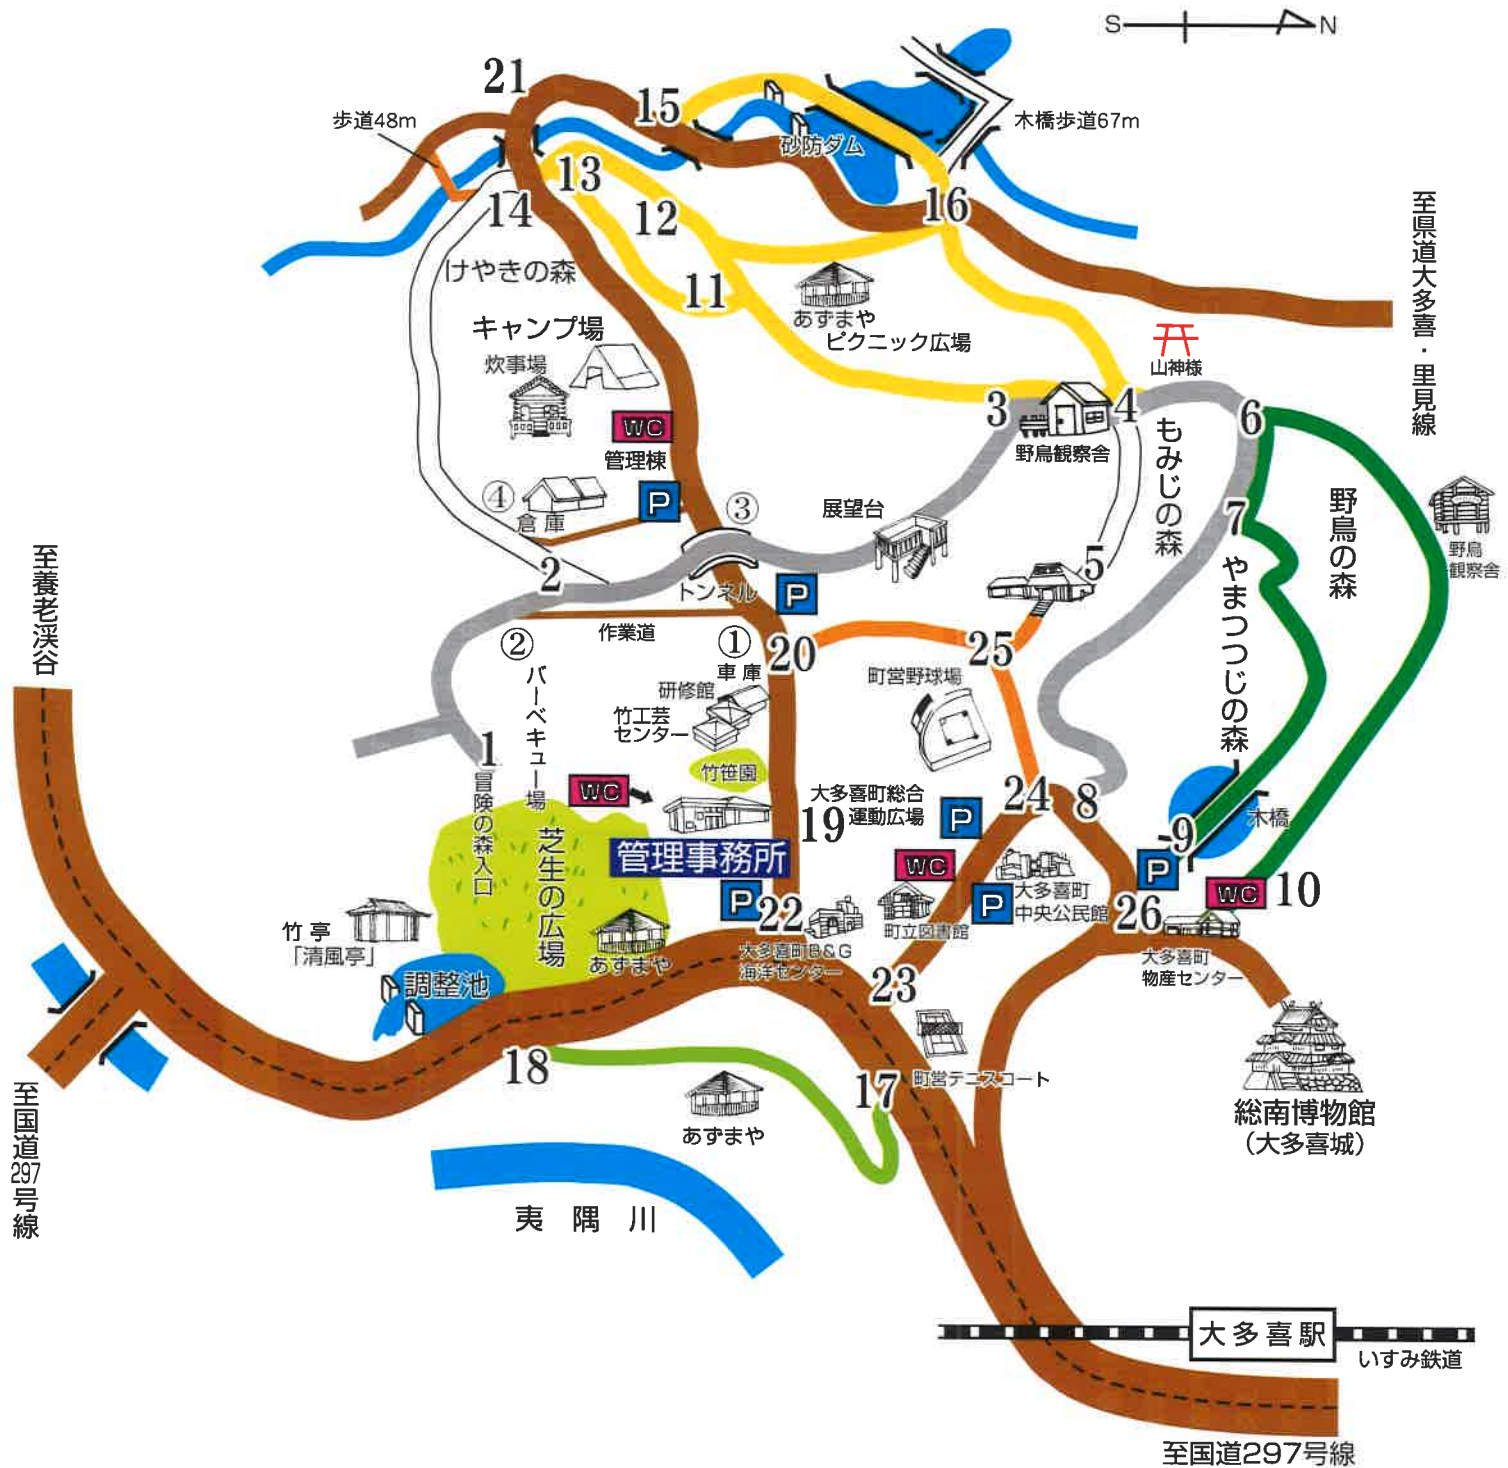 S
N
21
15
歩道48m
木橋歩道67m
砂防ダム
13
14
12
16
至県道大多喜・里見線
けやきの森
11
あずまや
ピクニック広場
キャンプ場
炊事場
山神様
WC
管理棟
3
4
6
野鳥観察舎
もみじの森
④
倉庫
P
③
展望台
7
野鳥の森
野鳥
観察舎
2
トンネル
P
5
やまつつじの森
至養老渓谷
②
作業道
①
車庫
20
25
バーベキュー場
研修館
竹工芸
センター
町営野球場
1
冒険の森入口
竹笹園
WC
大多喜町総合
運動広場
19
P
24
8
木橋
9
芝生の広場
管理事務所
WC
大多喜町
中央公民館
P
P
WC
10
P
22
町立図書館
26
竹亭
「清風亭」
あずまや
大多喜町B&G
海洋センター
大多喜町
物産センター
調整池
23
18
17
町営テニスコート
あずまや
総南博物館
(大多喜城)
至国道297号線
夷隅川
大多喜駅
いすみ鉄道
至国道297号線